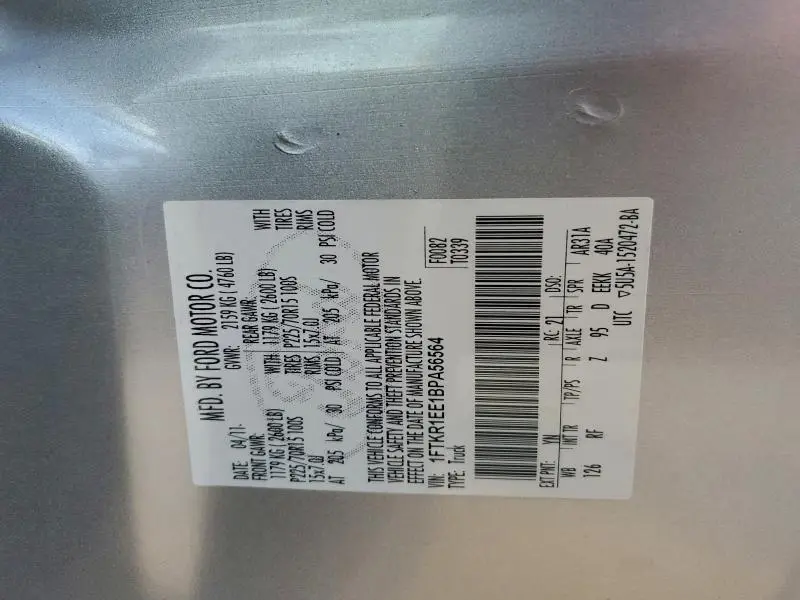 MFD. BY FORD MOTOR CO.
DATE: 04/11 GVWR: 2159 KG ( 4760 LB)
FRONT GAWR: REAR GAWR:
1179 KG ( 2600 LB) WITH 1179 KG ( 2600 LB) WITH
P225/70R15 100S TIRES P225/70R15 100S TIRES
15x7.0J RIMS 15x7.0J RIMS
AT 205 kPa/ 30 PSI COLD AT 205 kPa/ 30 PSI COLD
THIS VEHICLE CONFORMS TO ALL APPLICABLE FEDERAL MOTOR
VEHICLE SAFETY AND THEFT PREVENTION STANDARDS IN
EFFECT ON THE DATE OF MANUFACTURE SHOWN ABOVE.
VIN: 1FTKR1EE1BPA56564 F0082
TYPE: Truck T0339
EXT PNT: YN RC: 21 DSO:
WB INT TR TP/PS R AXLE TR SPR AR31A
126 RF Z 95 D EEKK 40A
UTC ▽5U5A-1520472-BA